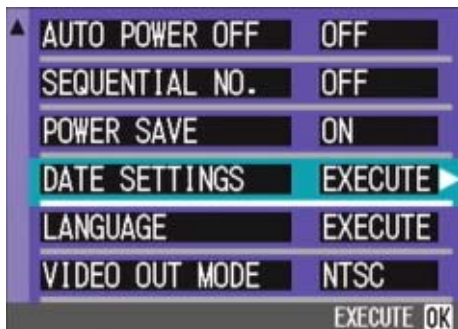 AUTO POWER OFF OFF
SEQUENTIAL NO. OFF
POWER SAVE ON
DATE SETTINGS EXECUTE
LANGUAGE EXECUTE
VIDEO OUT MODE NTSC
EXECUTE OK